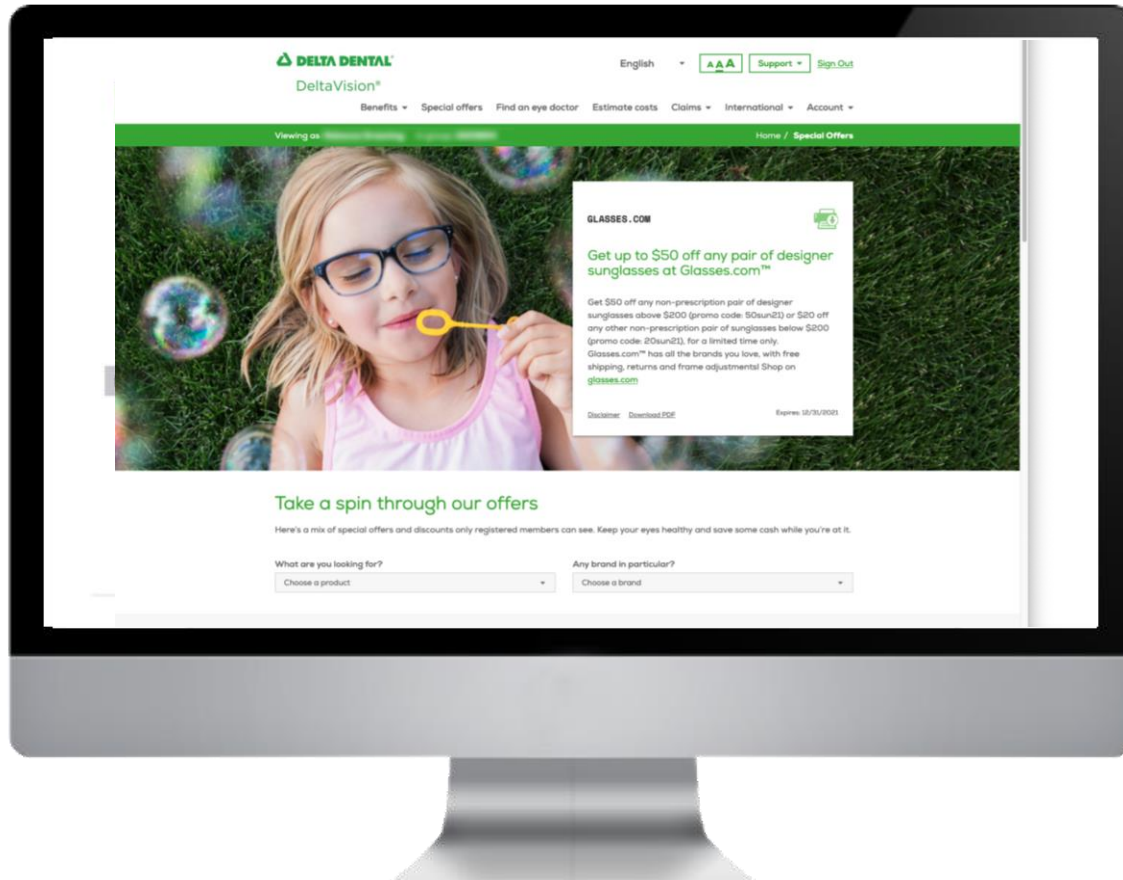 DELTA DENTAL®
DeltaVision®
English
A A A
Support
Sign Out
Benefits Special offers Find an eye doctor Estimate costs Claims International Account
Viewing as
Home / Special Offers
GLASSES.COM
Get up to $50 off any pair of designer
sunglasses at Glasses.com™
Get $50 off any non-prescription pair of designer
sunglasses above $200 (promo code: 50sun21) or $20 off
any other non-prescription pair of sunglasses below $200
(promo code: 20sun21), for a limited time only.
Glasses.com™ has all the brands you love, with free
shipping, returns and frame adjustments! Shop on
glasses.com
Disclaimer Download PDF Expires: 12/31/2021
Take a spin through our offers
Here's a mix of special offers and discounts only registered members can see. Keep your eyes healthy and save some cash while you're at it.
What are you looking for? Any brand in particular?
Choose a product Choose a brand